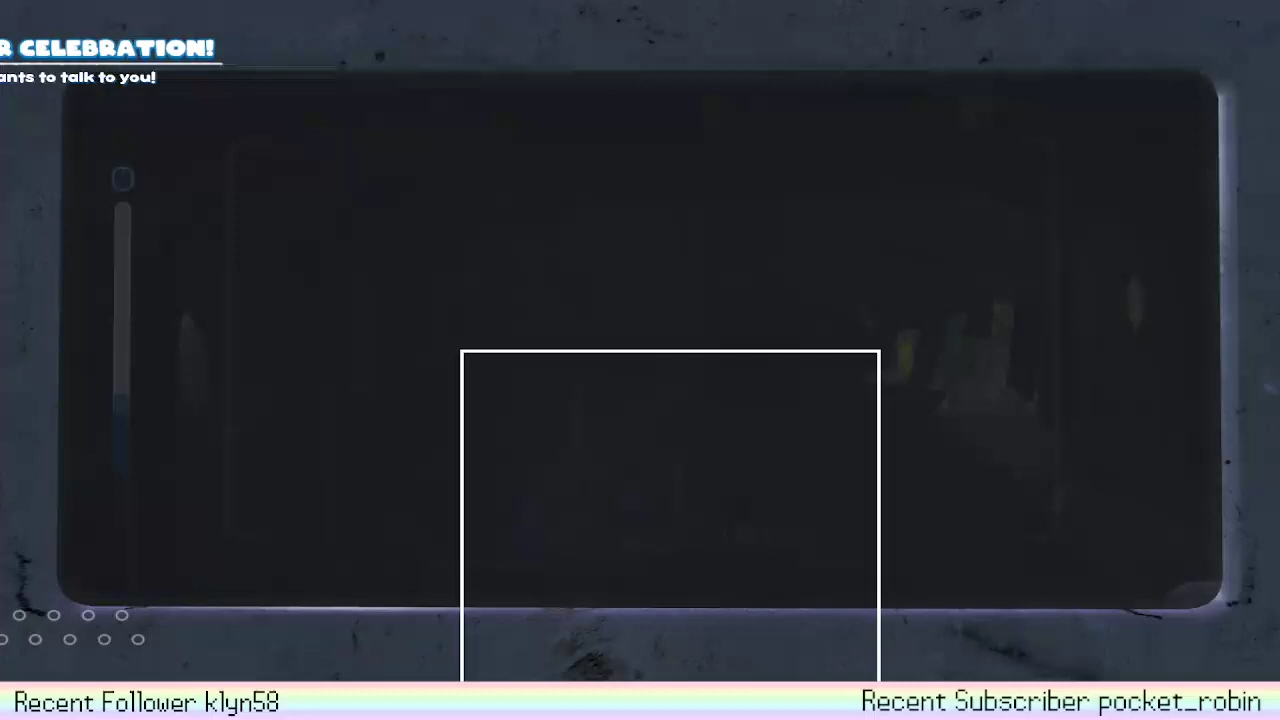 R CELEBRATION!
ants to talk to you!
Recent Follower klyn58
Recent Subscriber pocket_robin